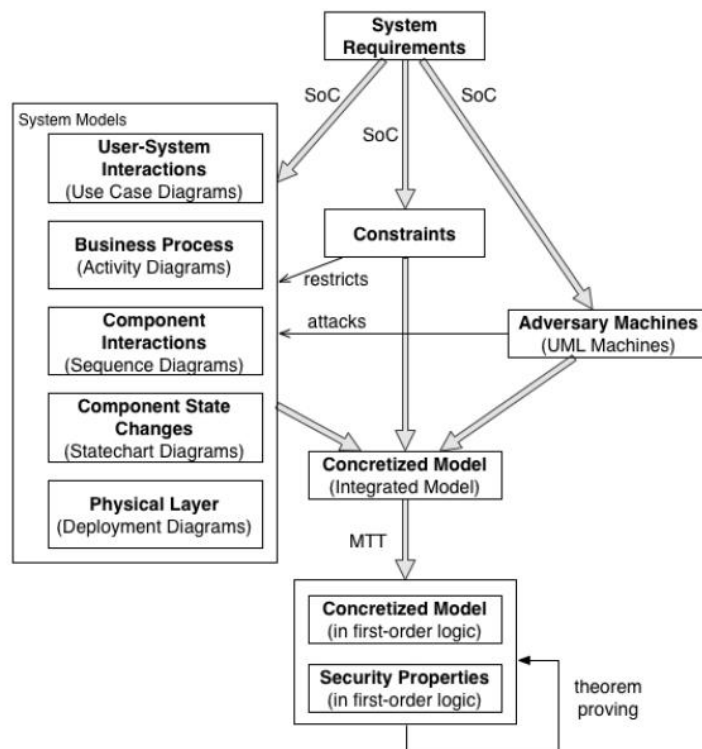 System
Requirements
SoC
SoC
SoC
System Models
User-System
Interactions
(Use Case Diagrams)
Business Process
(Activity Diagrams)
Component
Interactions
(Sequence Diagrams)
Component State
Changes
(Statechart Diagrams)
Physical Layer
(Deployment Diagrams)
Constraints
restricts
attacks
Adversary Machines
(UML Machines)
Concretized Model
(Integrated Model)
MTT
Concretized Model
(in first-order logic)
Security Properties
(in first-order logic)
theorem
proving